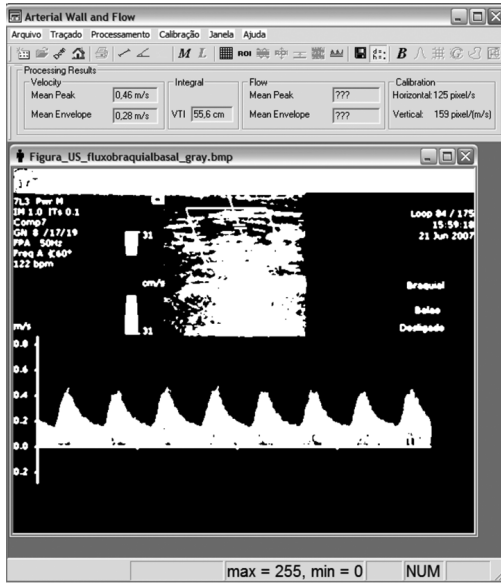 Arterial Wall and Flow
Arquivo Traçado Processamento Calibração Janela Ajuda
M L ROI B
Processing Results
Velocity
Mean Peak 0,46 m/s
Mean Envelope 0,28 m/s
Integral
VTI 55,6 cm
Flow
Mean Peak ???
Mean Envelope ???
Calibration
Horizontal: 125 pixel/s
Vertical: 159 pixel/(m/s)
Figura_US_fluxobraquialbasal_gray.bmp
7L3 Pwr M
IM 1.0 ITs 0.1
Comp7
GN 8 /17/19
FPA 50Hz
Freq A 60°
122 bpm
31
cm/s
31
Loop 84 / 175
15:59:18
21 Jun 2007
Braquial
Balao
Desligado
m/s
0.8
0.6
0.4
0.2
0.0
0.2
max = 255, min = 0 NUM